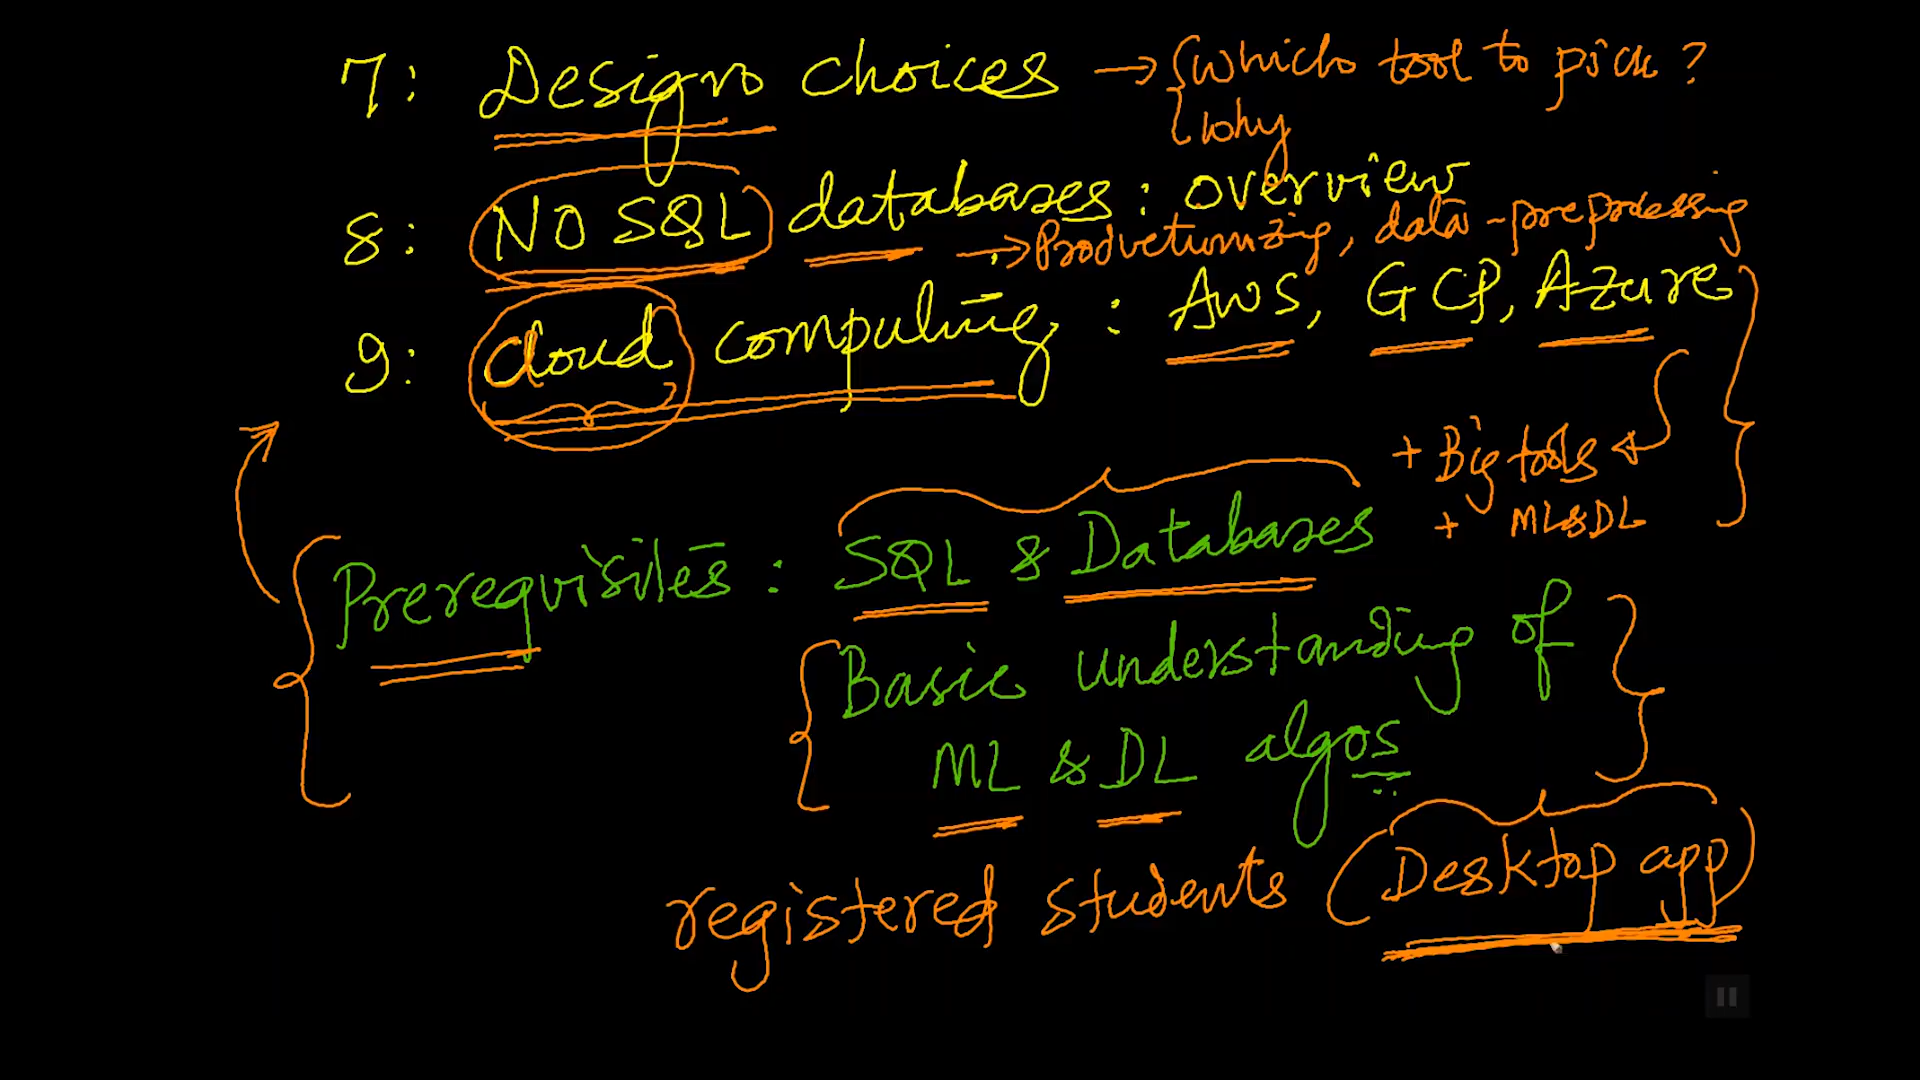 7: Design choices → {which tool to pick?
{why
8: NO SQL databases: overview
→ Productionizing, data-preprocessing
9: cloud computing : AWS, GCP, Azure
+ Big tools ←
+ ML&DL
Prerequisites : SQL & Databases
Basic understanding of
ML & DL algos
registered students (Desktop app)